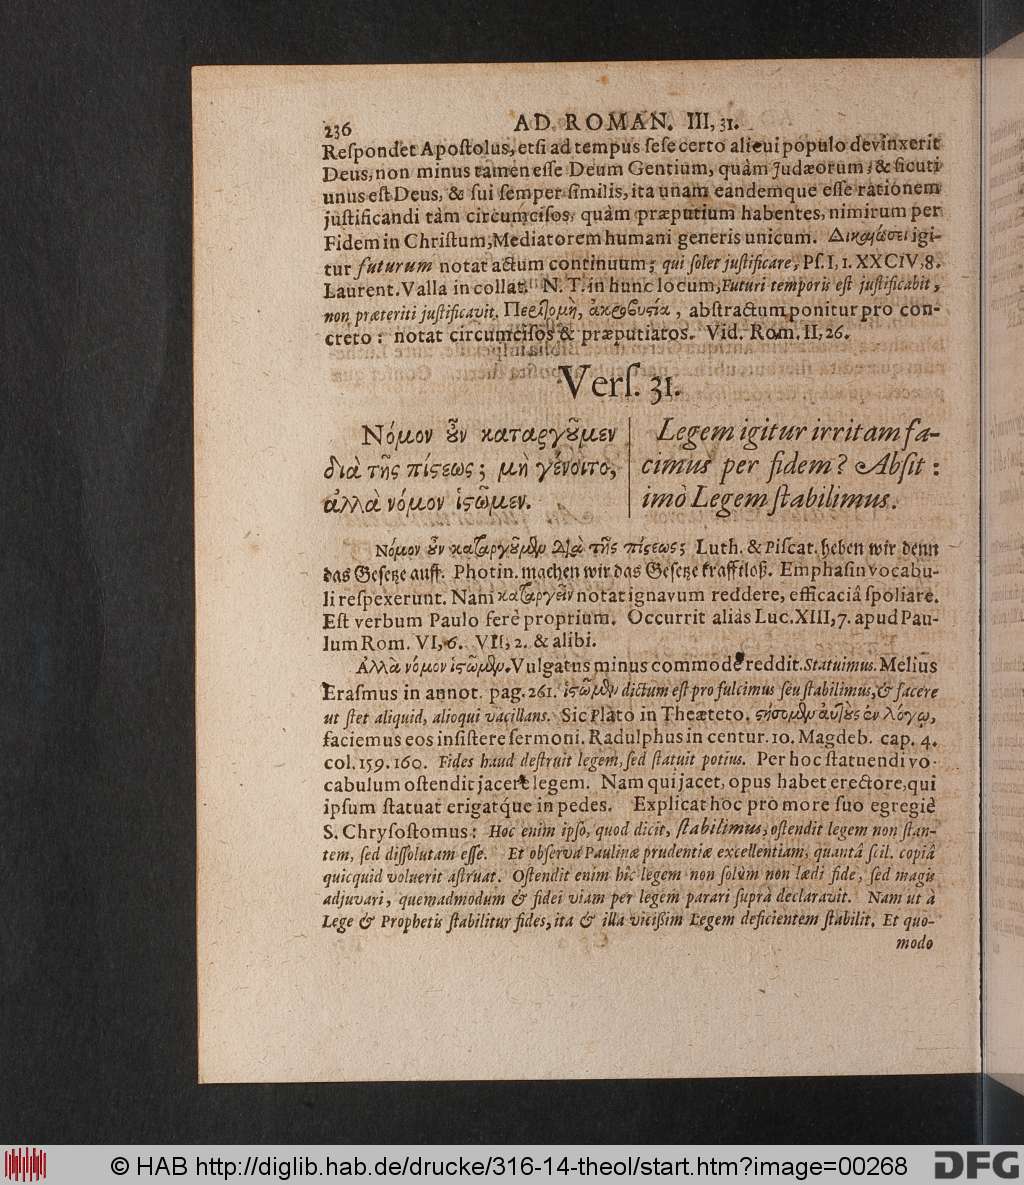 236
AD ROMAN. III, 31.
Reſpondet Apoſtolus, etſi ad tempus ſeſe certo alicui populo devinxerit
Deus, non minus tamen eſſe Deum Gentium, quàm Judæorum; & ſicuti
unus eſt Deus, & ſui ſemper ſimilis, ita unam eandemque eſſe rationem
juſtificandi tàm circumciſos, quàm præputium habentes, nimirum per
Fidem in Chriſtum, Mediatorem humani generis unicum. Δικαιώσει igi-
tur futurum notat actum continuum; qui ſolet juſtificare, Pſ. I, 1. XXCIV, 8.
Laurent. Valla in collat. N. T. in hunc locum, Futuri temporis eſt juſtificabit,
non præteriti juſtificavit. Περιτομὴ, ἀκροβυςία, abſtractum ponitur pro con-
creto: notat circumciſos & præputiatos. Vid. Rom. II, 26.
Verſ. 31.
Νόμον ȣ̓͂ν καταργȣ͂μεν
διὰ τῆς πίςεως; μὴ γένοιτο,
ἀλλὰ νόμον ἱςῶμεν.
Legem igitur irritam fa-
cimus per fidem? Abſit:
imò Legem ſtabilimus.
Νόμον ȣ̓͂ν καταργȣ͂μεν διὰ τῆς πίςεως; Luth. & Piſcat. heben wir denn
das Geſetze auff. Photin. machen wir das Geſetze krafftloß. Emphaſin vocabu-
li reſpexerunt. Nam καταργεῖν notat ignavum reddere, efficaciâ ſpoliare.
Eſt verbum Paulo ferè proprium. Occurrit aliàs Luc. XIII, 7. apud Pau-
lum Rom. VI, 6. VII, 2. & alibi.
Ἀλλὰ νόμον ἱςῶμεν. Vulgatus minus commodè reddit. Statuimus. Melius
Eraſmus in annot. pag. 261. ἱςῶμεν dictum eſt pro fulcimus ſeu ſtabilimus, & facere
ut ſtet aliquid, alioqui vacillans. Sic Plato in Theæteto. ςήσομεν αὐτȣ̀ς ἐν λόγῳ,
faciemus eos inſiſtere ſermoni. Radulphus in centur. 10. Magdeb. cap. 4.
col. 159. 160. Fides haud deſtruit legem, ſed ſtatuit potius. Per hoc ſtatuendi vo-
cabulum oſtendit jacere legem. Nam qui jacet, opus habet erectore, qui
ipſum ſtatuat erigatq́ue in pedes. Explicat hoc pro more ſuo egregiè
S. Chryſoſtomus: Hoc enim ipſo, quod dicit, ſtabilimus, oſtendit legem non ſtan-
tem, ſed diſſolutam eſſe. Et obſerva Paulinæ prudentiæ excellentiam, quantâ ſcil. copiâ
quicquid voluerit aſtruat. Oſtendit enim hîc legem non ſolùm non lædi fide, ſed magis
adjuvari, quemadmodum & fidei viam per legem parari ſuprà declaravit. Nam ut à
Lege & Prophetis ſtabilitur fides, ita & illa viciſſim Legem deficientem ſtabilit. Et quo-
modo
© HAB http://diglib.hab.de/drucke/316-14-theol/start.htm?image=00268
DFG